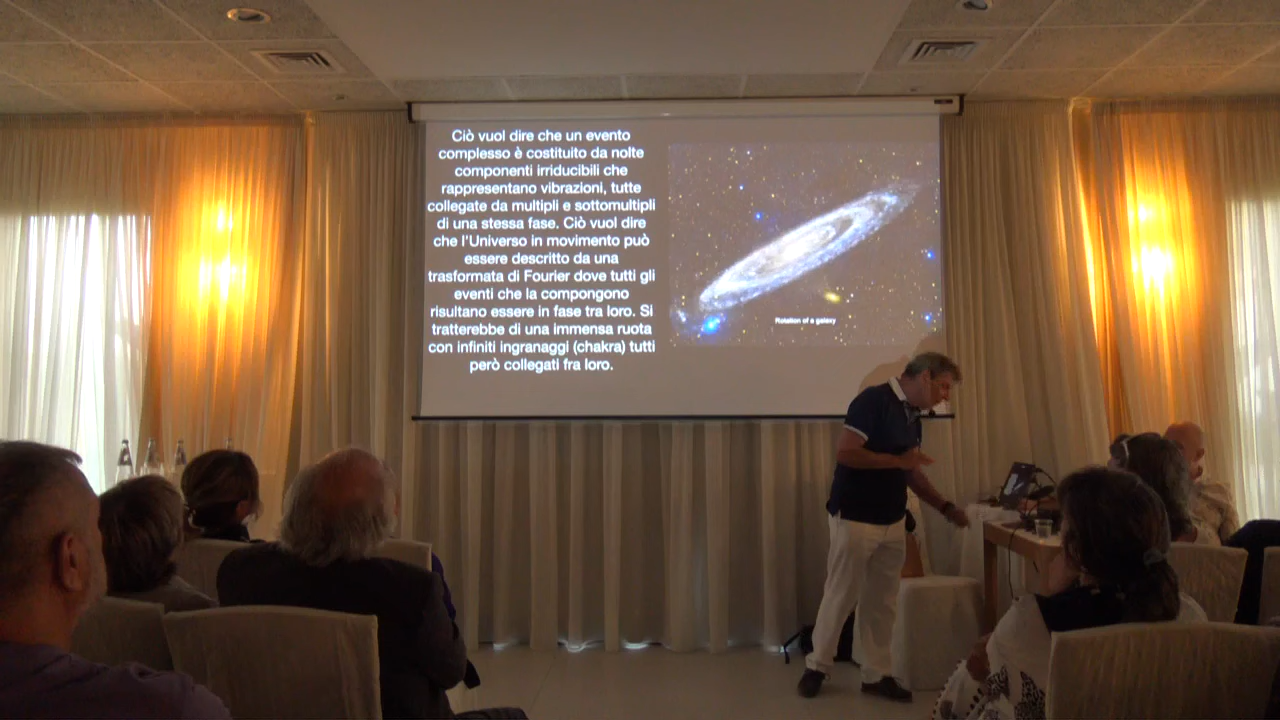 Ciò vuol dire che un evento
complesso è costituito da nolte
componenti irriducibili che
rappresentano vibrazioni, tutte
collegate da multipli e sottomultipli
di una stessa fase. Ciò vuol dire
che l'Universo in movimento può
essere descritto da una
trasformata di Fourier dove tutti gli
eventi che la compongono
risultano essere in fase tra loro. Si
tratterebbe di una immensa ruota
con infiniti ingranaggi (chakra) tutti
però collegati fra loro.
Rotation of a galaxy